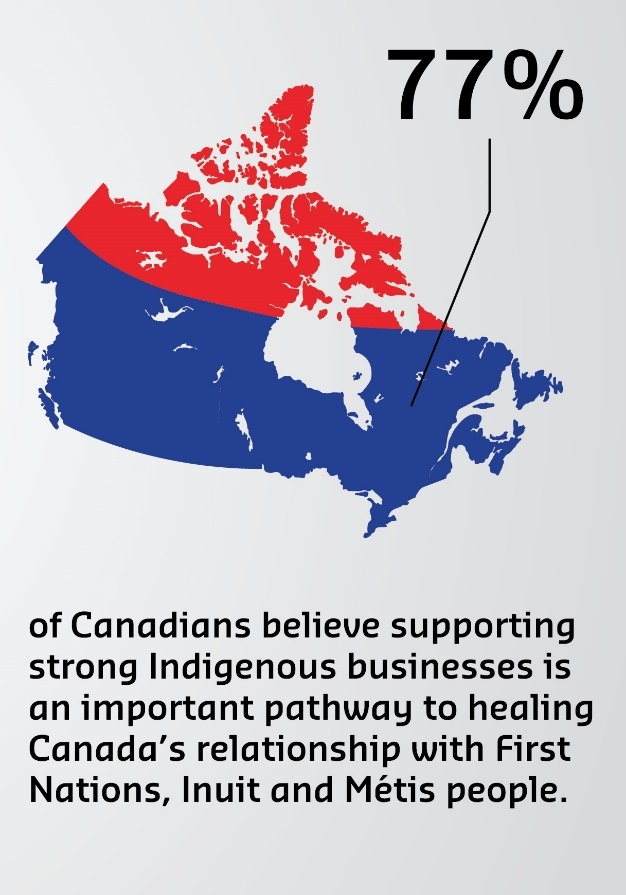 77%
of Canadians believe supporting
strong Indigenous businesses is
an important pathway to healing
Canada’s relationship with First
Nations, Inuit and Métis people.